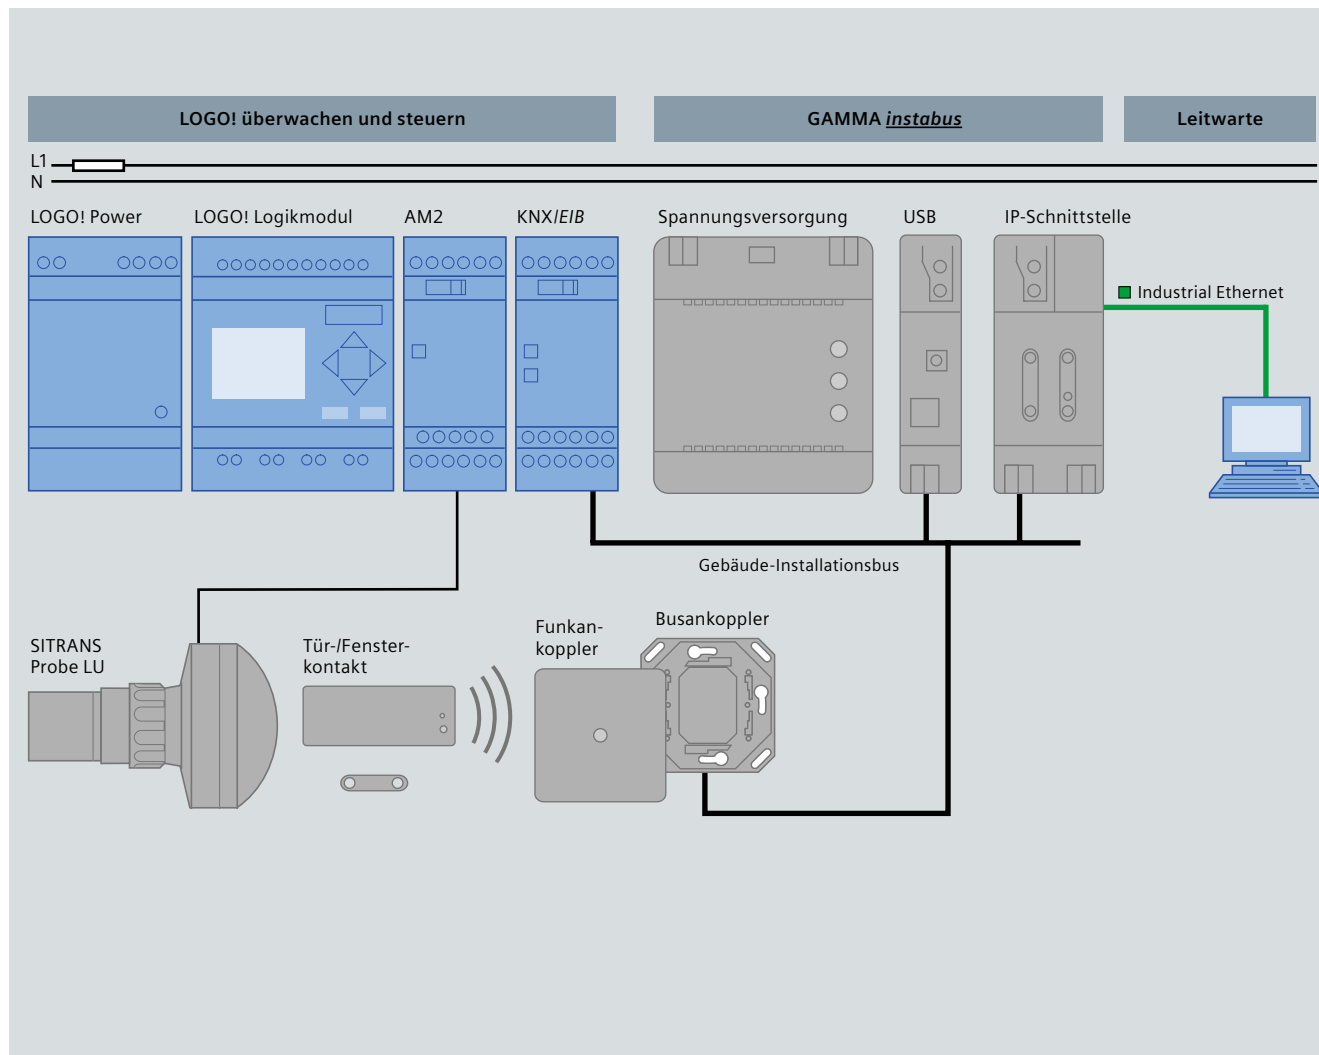 LOGO! überwachen und steuern
GAMMA instabus
Leitwarte
L1
N
LOGO! Power
LOGO! Logikmodul
AM2
KNX/EIB
Spannungsversorgung
USB
IP-Schnittstelle
Industrial Ethernet
Gebäude-Installationsbus
SITRANS
Probe LU
Tür-/Fenster-
kontakt
Funkan-
koppler
Busankoppler